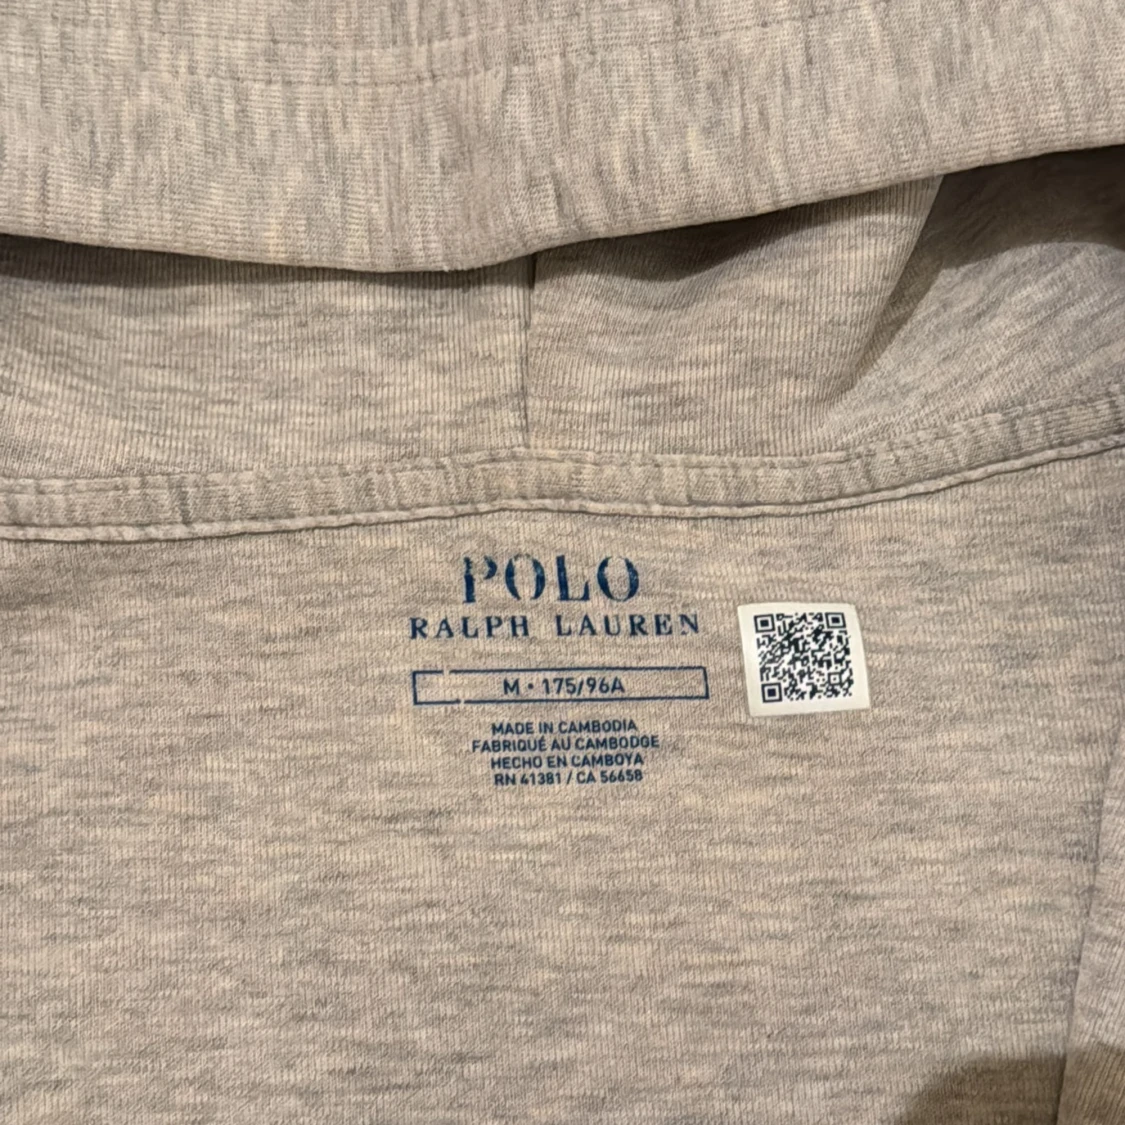 POLO
RALPH LAUREN
M • 175/96A
MADE IN CAMBODIA
FABRIQUÉ AU CAMBODGE
HECHO EN CAMBOYA
RN 41381 / CA 56658